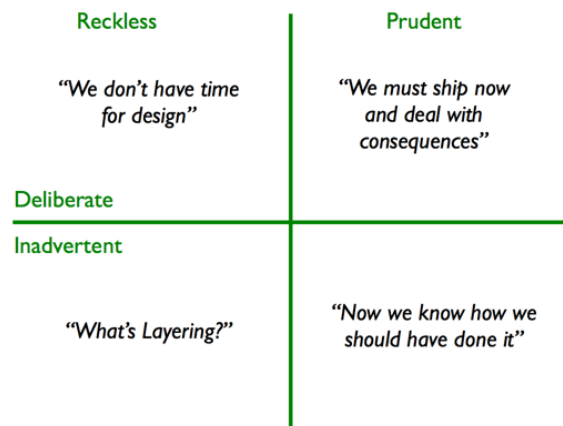 Reckless
Prudent
“We don’t have time
for design”
“We must ship now
and deal with
consequences”
Deliberate
Inadvertent
“What’s Layering?”
“Now we know how we
should have done it”